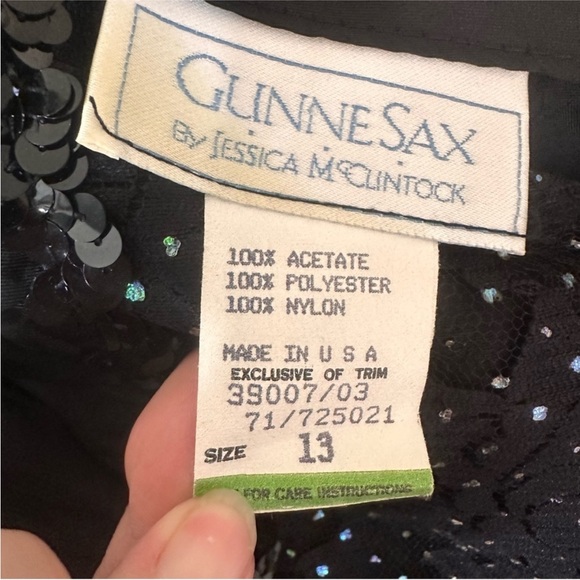 GUNNE SAX
BY JESSICA McCLINTOCK
100% ACETATE
100% POLYESTER
100% NYLON
MADE IN U S A
EXCLUSIVE OF TRIM
39007/03
71/725021
SIZE 13
FOR CARE INSTRUCTIONS